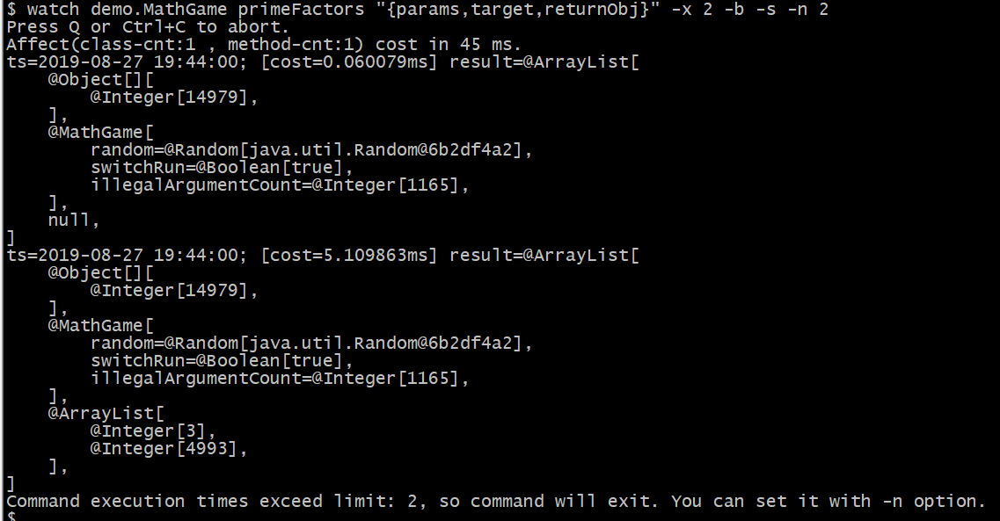 $ watch demo.MathGame primeFactors "{params,target,returnObj}" -x 2 -b -s -n 2
Press Q or Ctrl+C to abort.
Affect(class-cnt:1 , method-cnt:1) cost in 45 ms.
ts=2019-08-27 19:44:00; [cost=0.060079ms] result=@ArrayList[
    @Object[][
        @Integer[14979],
    ],
    @MathGame[
        random=@Random[java.util.Random@6b2df4a2],
        switchRun=@Boolean[true],
        illegalArgumentCount=@Integer[1165],
    ],
    null,
]
ts=2019-08-27 19:44:00; [cost=5.109863ms] result=@ArrayList[
    @Object[][
        @Integer[14979],
    ],
    @MathGame[
        random=@Random[java.util.Random@6b2df4a2],
        switchRun=@Boolean[true],
        illegalArgumentCount=@Integer[1165],
    ],
    @ArrayList[
        @Integer[3],
        @Integer[4993],
    ],
]
Command execution times exceed limit: 2, so command will exit. You can set it with -n option.
$